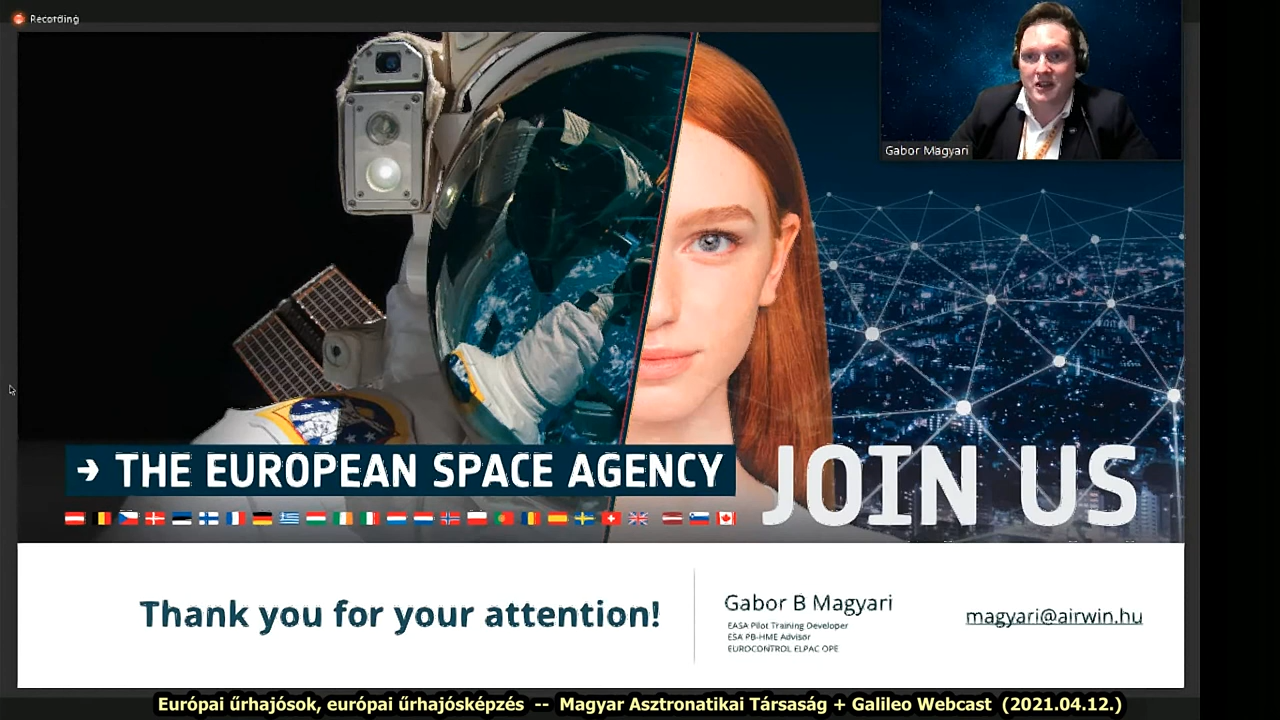 Recording
Gabor Magyari
→ THE EUROPEAN SPACE AGENCY
JOIN US
Thank you for your attention!
Gabor B Magyari
EASA Pilot Training Developer
ESA PB-HME Advisor
EUROCONTROL ELPAC OPE
magyari@airwin.hu
Európai űrhajósok, európai űrhajósképzés -- Magyar Asztronatikai Társaság + Galileo Webcast (2021.04.12.)